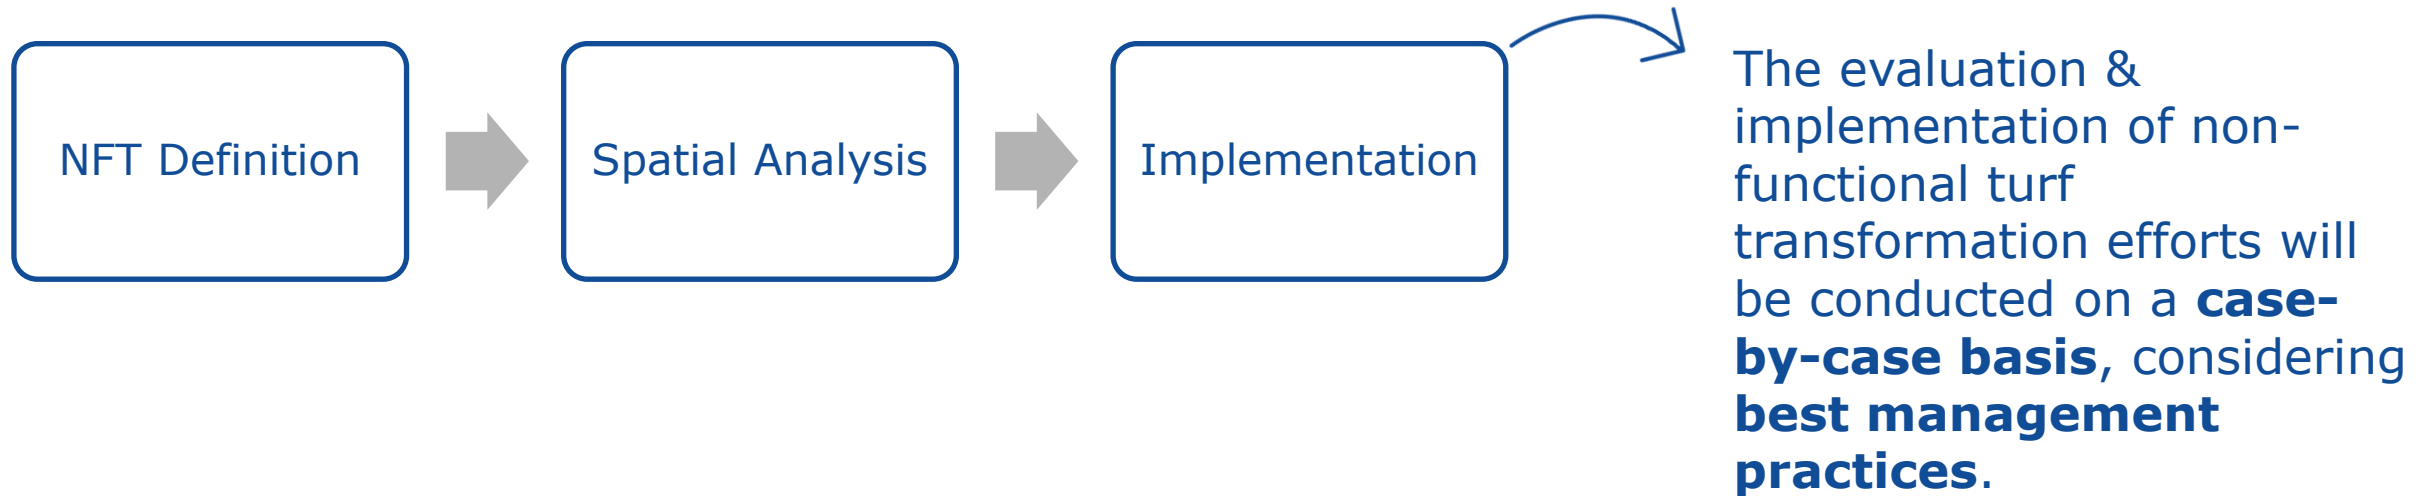 NFT Definition
Spatial Analysis
Implementation
The evaluation &
implementation of non-
functional turf
transformation efforts will
be conducted on a case-
by-case basis, considering
best management
practices.